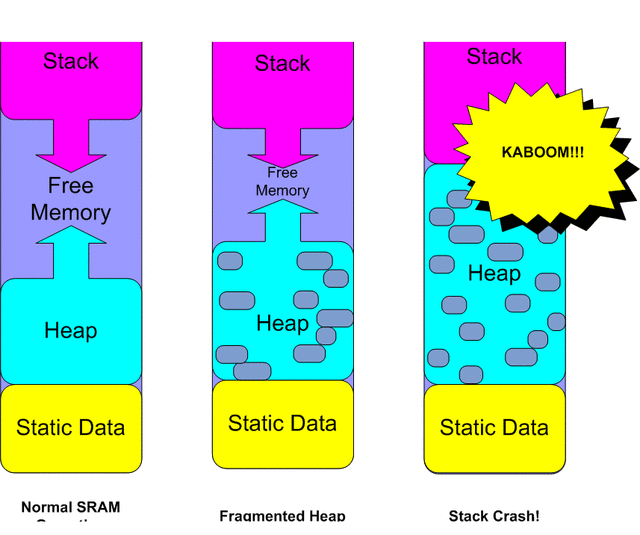 Stack
Free
Memory
Heap
Static Data
Normal SRAM
Stack
Free
Memory
Heap
Static Data
Fragmented Heap
Stack
KABOOM!!!
Heap
Static Data
Stack Crash!